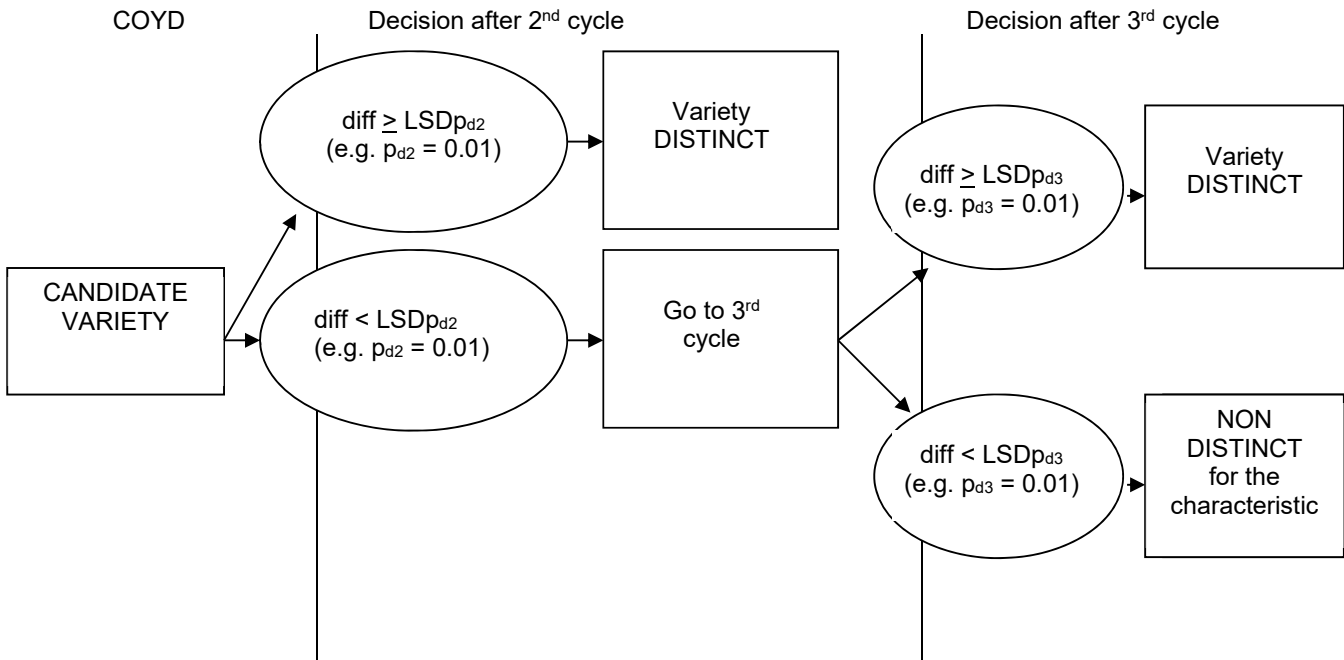 COYD
Decision after 2nd cycle
Decision after 3rd cycle
diff ≥ LSDpd2
(e.g. pd2 = 0.01)
Variety
DISTINCT
diff ≥ LSDpd3
(e.g. pd3 = 0.01)
Variety
DISTINCT
CANDIDATE
VARIETY
diff < LSDpd2
(e.g. pd2 = 0.01)
Go to 3rd
cycle
diff < LSDpd3
(e.g. pd3 = 0.01)
NON
DISTINCT
for the
characteristic